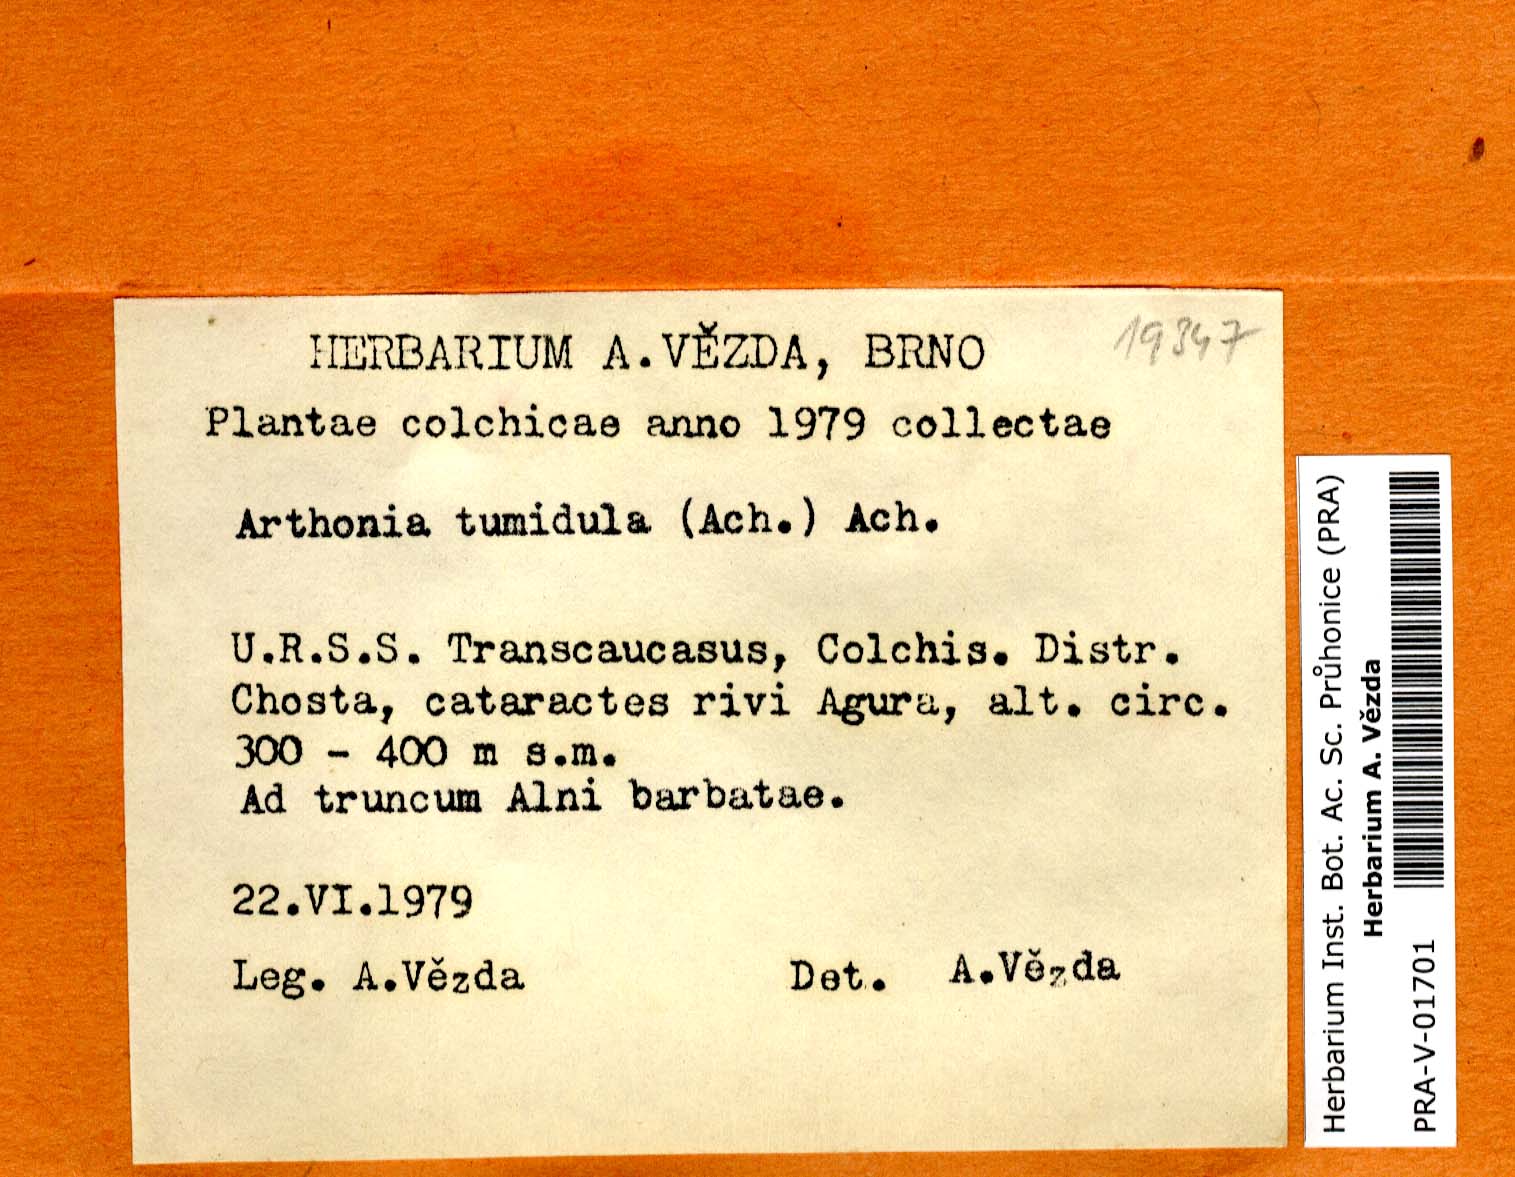 HERBARIUM A.VĚZDA, BRNO
19347
Plantae colchicae anno 1979 collectae
Arthonia tumidula (Ach.) Ach.
U.R.S.S. Transcaucasus, Colchis. Distr.
Chosta, cataractes rivi Agura, alt. circ.
300 - 400 m s.m.
Ad truncum Alni barbatae.
22.VI.1979
Leg. A.Vězda Det. A.Vězda
Herbarium Inst. Bot. Ac. Sc. Průhonice (PRA)
Herbarium A. Vězda
PRA-V-01701